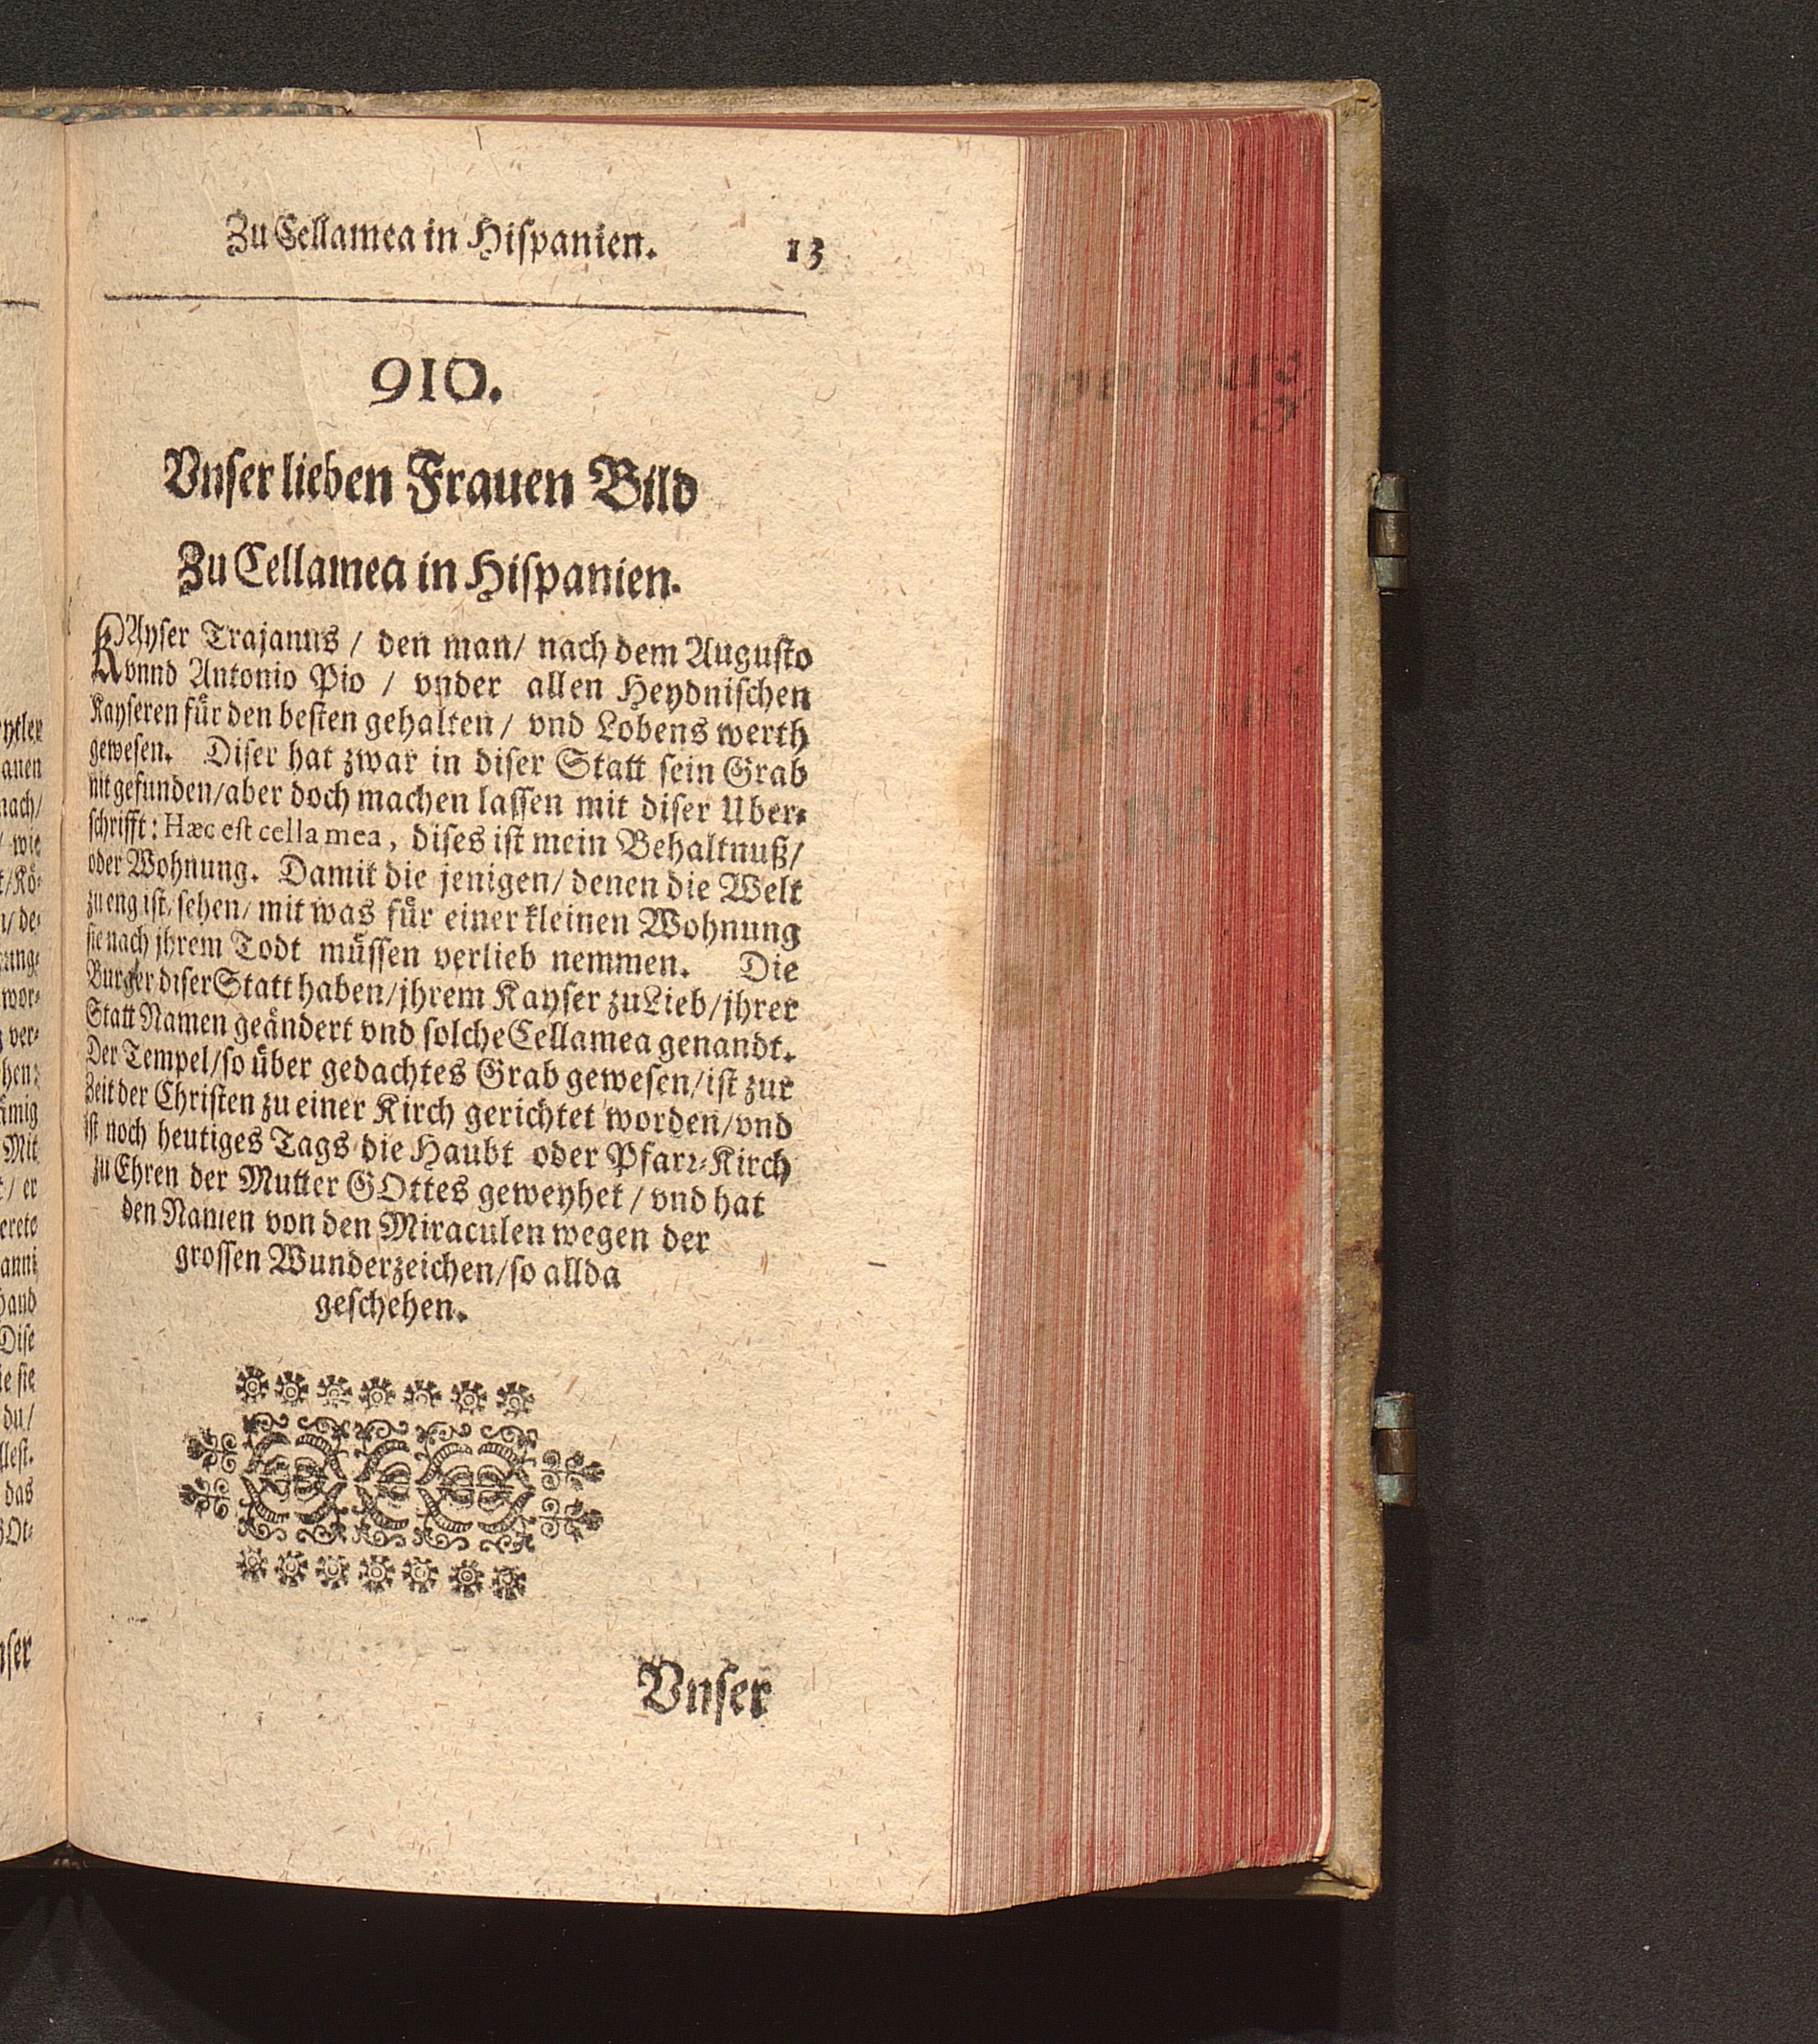 Zu Cellamea in Hiſpanien. 13
910.
Vnſer lieben Frauen Bild
Zu Cellamea in Hiſpanien.
KAyſer Trajanus / den man / nach dem Auguſto
vnnd Antonio Pio / vnder allen Heydniſchen
Kayſeren für den beſten gehalten / vnd Lobens werth
geweſen. Diſer hat zwar in diſer Statt ſein Grab
nit gefunden / aber doch machen laſſen mit diſer Uber⸗
ſchrifft: Hæc eſt cella mea, diſes iſt mein Behaltnuß /
oder Wohnung. Damit die jenigen / denen die Welt
zu eng iſt / ſehen / mit was für einer kleinen Wohnung
ſie nach jhrem Todt müſſen verlieb nemmen. Die
Burger diſer Statt haben / jhrem Kayſer zu Lieb / jhrer
Statt Namen geändert vnd ſolche Cellamea genandt.
Der Tempel / ſo über gedachtes Grab geweſen / iſt zur
Zeit der Chriſten zu einer Kirch gerichtet worden / vnd
iſt noch heutiges Tags die Haubt oder Pfarr⸗Kirch
zu Ehren der Mutter GOttes geweyhet / vnd hat
den Namen von den Miraculen wegen der
groſſen Wunderzeichen / ſo allda
geſchehen.
Vnſer